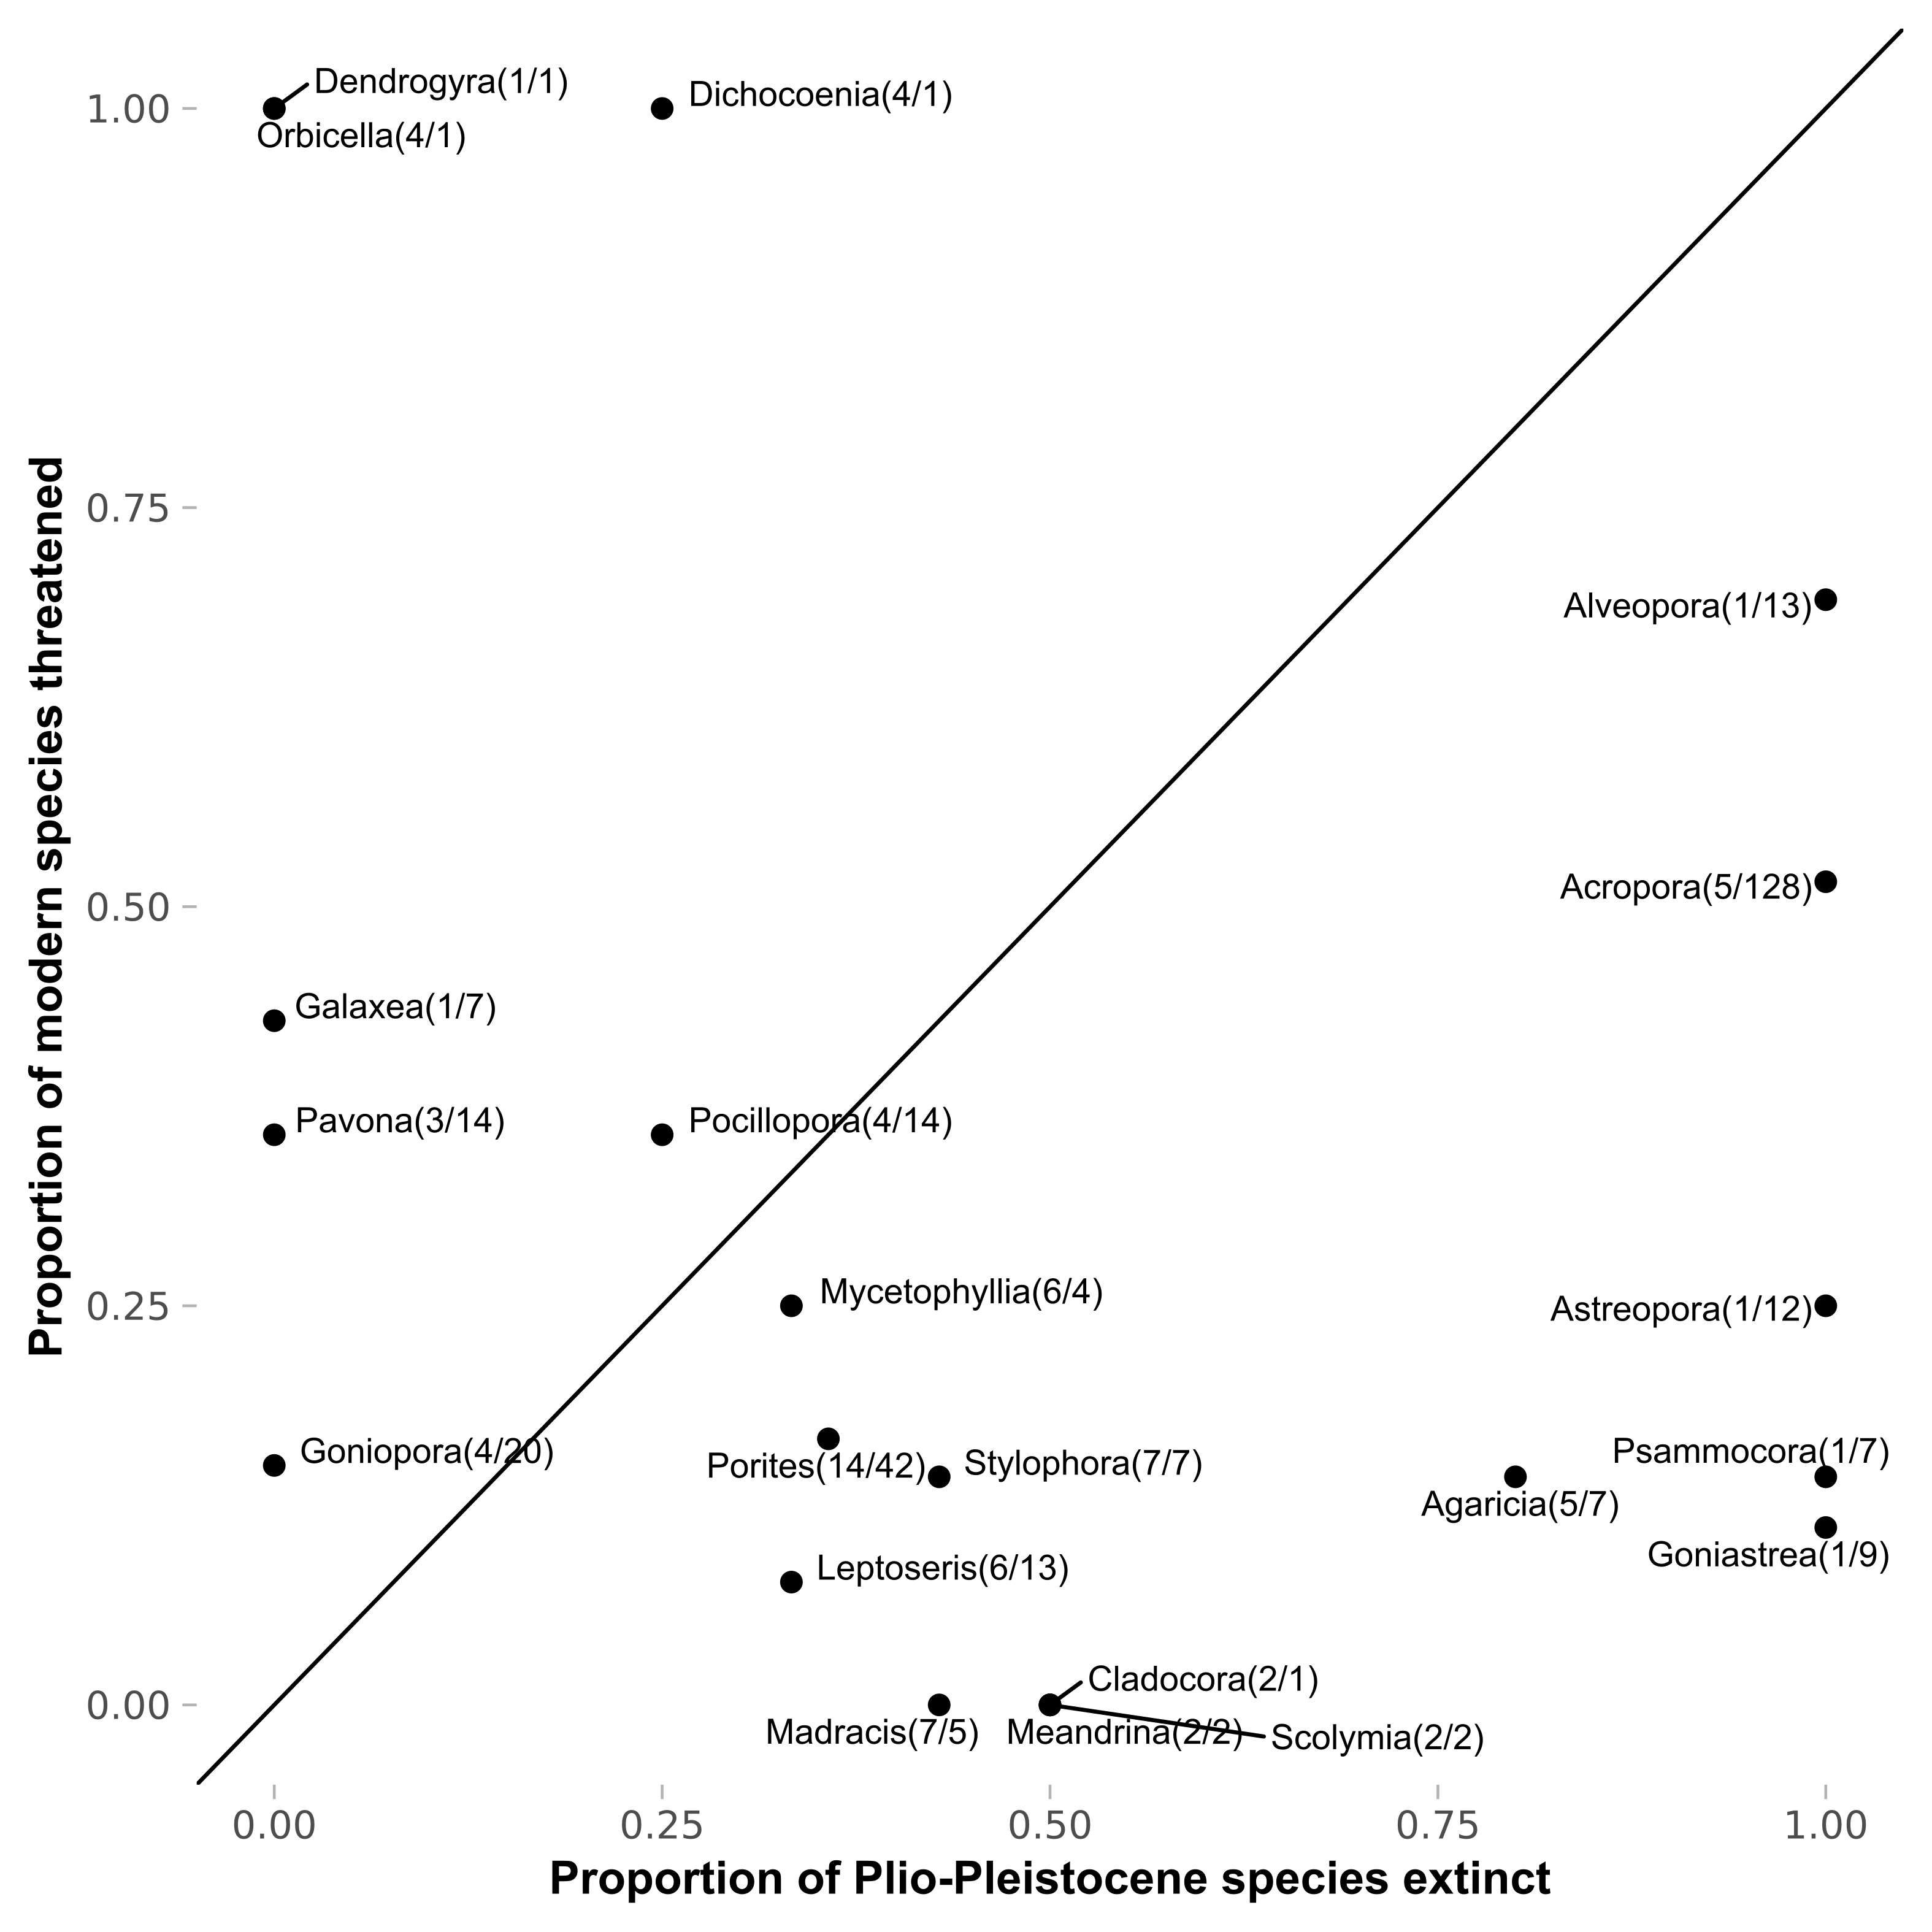 Dendrogyra(1/1)
Dichocoenia(4/1)
1.00
Orbicella(4/1)
0.75
Alveopora(1/13)
Acropora(5/128)
0.50
Galaxea(1/7)
Pavona(3/14)
Pocillopora(4/14)
Mycetophyllia(6/4)
0.25
Astreopora(1/12)
Goniopora(4/20)
Porites(14/42)
Stylophora(7/7)
Psammocora(1/7)
Agaricia(5/7)
Goniastrea(1/9)
Leptoseris(6/13)
Cladocora(2/1)
0.00
Madracis(7/5)
Meandrina(2/2)
Scolymia(2/2)
0.00
0.25
0.50
0.75
1.00
Proportion of Plio-Pleistocene species extinct
Proportion of modern species threatened